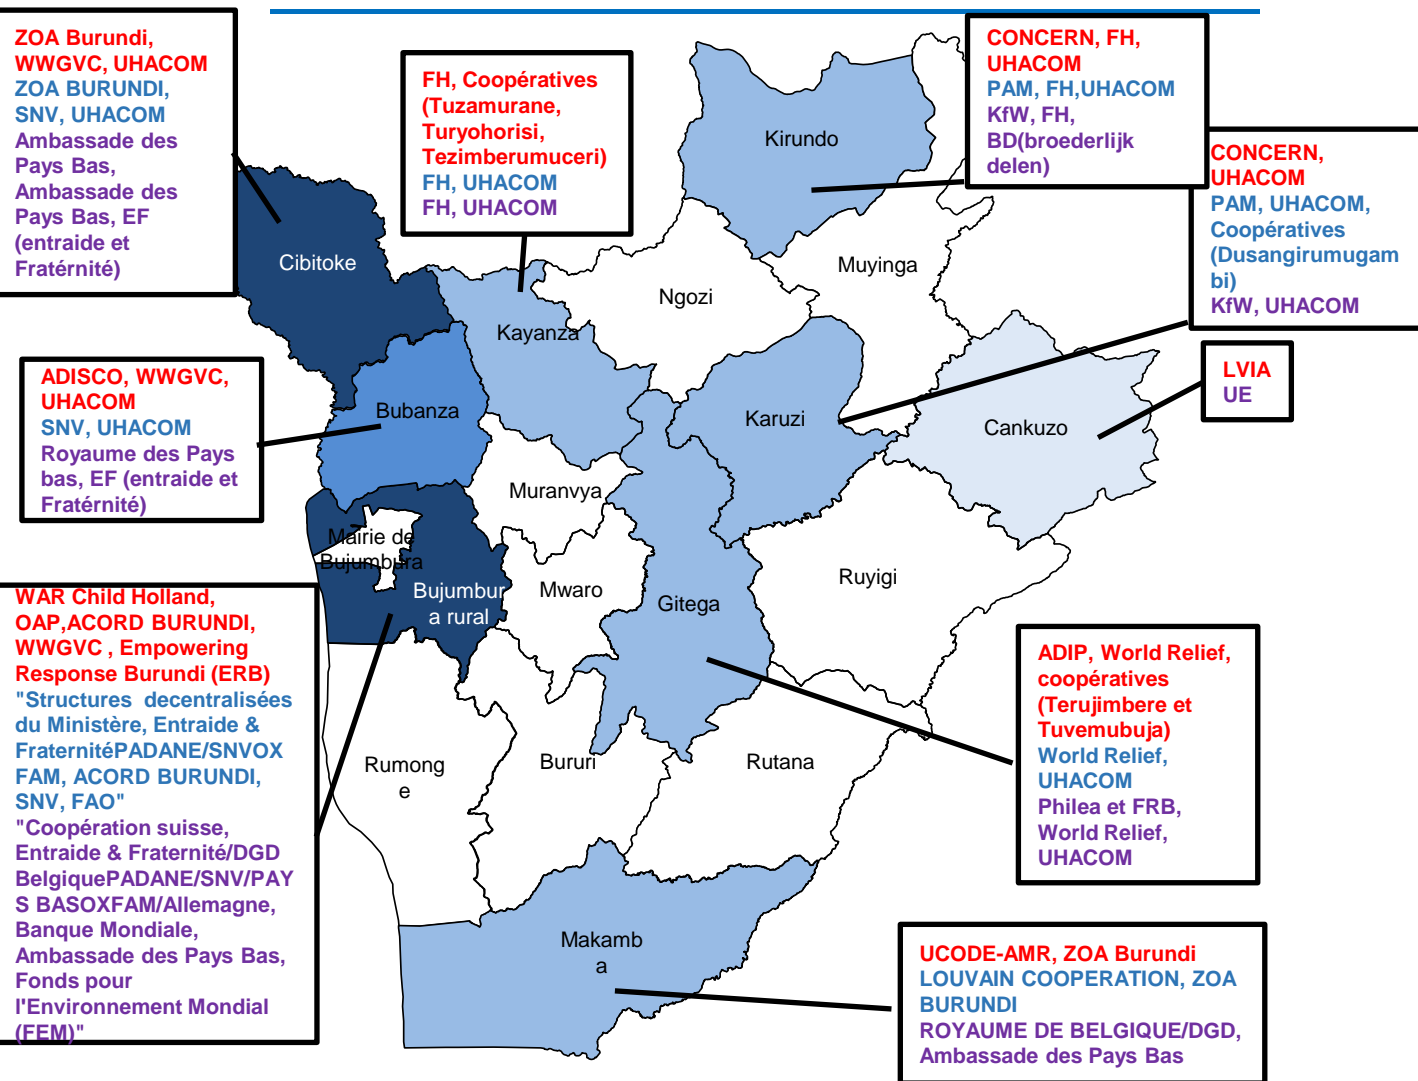 ZOA Burundi,
WWGVC, UHACOM
ZOA BURUNDI,
SNV, UHACOM
Ambassade des
Pays Bas,
Ambassade des
Pays Bas, EF
(entraide et
Fratérnité)
FH, Coopératives
(Tuzamurane,
Turyohorisi,
Tezimberumuceri)
FH, UHACOM
FH, UHACOM
CONCERN, FH,
UHACOM
PAM, FH,UHACOM
KfW, FH,
BD(broederlijk
delen)
CONCERN,
UHACOM
PAM, UHACOM,
Coopératives
(Dusangirumugam
bi)
KfW, UHACOM
LVIA
UE
ADISCO, WWGVC,
UHACOM
SNV, UHACOM
Royaume des Pays
bas, EF (entraide et
Fratérnité)
WAR Child Holland,
OAP,ACORD BURUNDI,
WWGVC , Empowering
Response Burundi (ERB)
"Structures decentralisées
du Ministère, Entraide &
FraternitéPADANE/SNVOX
FAM, ACORD BURUNDI,
SNV, FAO"
"Coopération suisse,
Entraide & Fraternité/DGD
BelgiquePADANE/SNV/PAY
S BASOXFAM/Allemagne,
Banque Mondiale,
Ambassade des Pays Bas,
Fonds pour
l'Environnement Mondial
(FEM)"
ADIP, World Relief,
coopératives
(Terujimbere et
Tuvemubuja)
World Relief,
UHACOM
Philea et FRB,
World Relief,
UHACOM
UCODE-AMR, ZOA Burundi
LOUVAIN COOPERATION, ZOA
BURUNDI
ROYAUME DE BELGIQUE/DGD,
Ambassade des Pays Bas
Kirundo
Cibitoke
Muyinga
Ngozi
Kayanza
Bubanza
Karuzi
Cankuzo
Muranvya
Mairie de
Bujumbura
Bujumbur
a rural
Mwaro
Gitega
Ruyigi
Rumong
e
Bururi
Rutana
Makamb
a